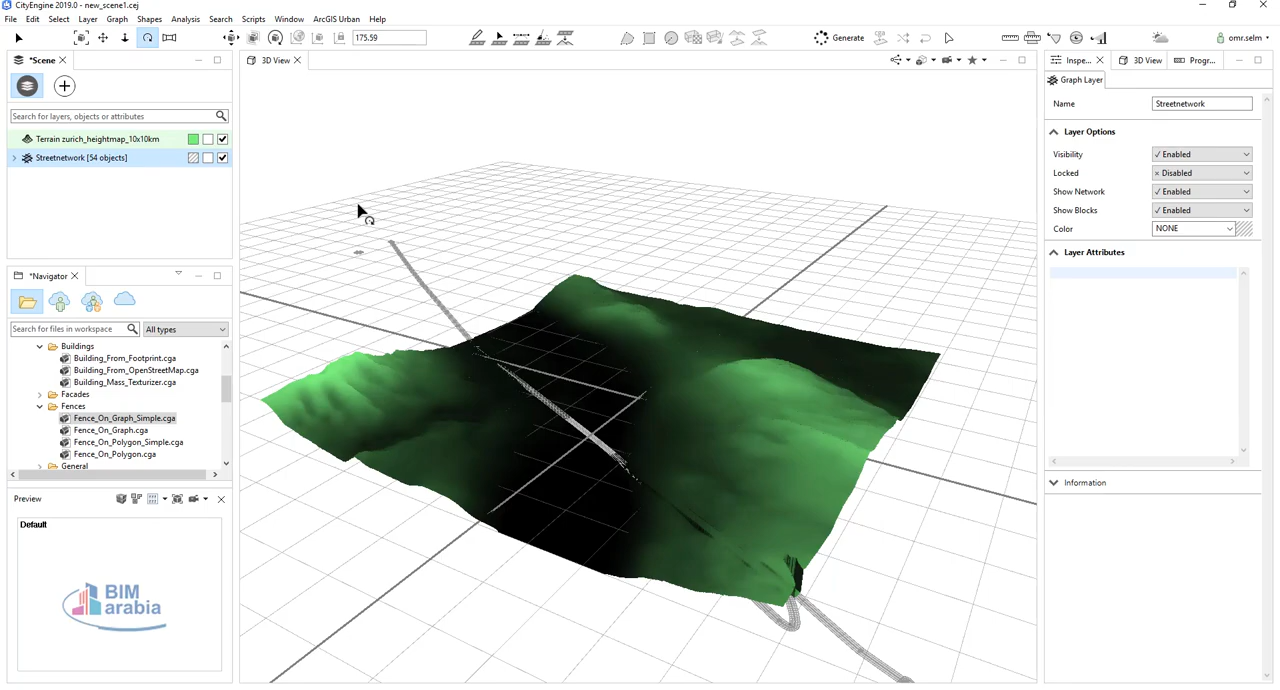 CityEngine 2019.0 - new_scene1.cej
File Edit Select Layer Graph Shapes Analysis Search Scripts Window ArcGIS Urban Help
175.59
Generate
omr.selm
*Scene
Search for layers, objects or attributes
Terrain zurich_heightmap_10x10km
Streetnetwork [54 objects]
*Navigator
Search for files in workspace
All types
Buildings
Building_From_Footprint.cga
Building_From_OpenStreetMap.cga
Building_Mass_Texturizer.cga
Facades
Fences
Fence_On_Graph_Simple.cga
Fence_On_Graph.cga
Fence_On_Polygon_Simple.cga
Fence_On_Polygon.cga
General
Preview
Default
BIM
arabia
3D View
Inspe...
3D View
Progr...
Graph Layer
Name Streetnetwork
Layer Options
Visibility ✓ Enabled
Locked × Disabled
Show Network ✓ Enabled
Show Blocks ✓ Enabled
Color NONE
Layer Attributes
Information